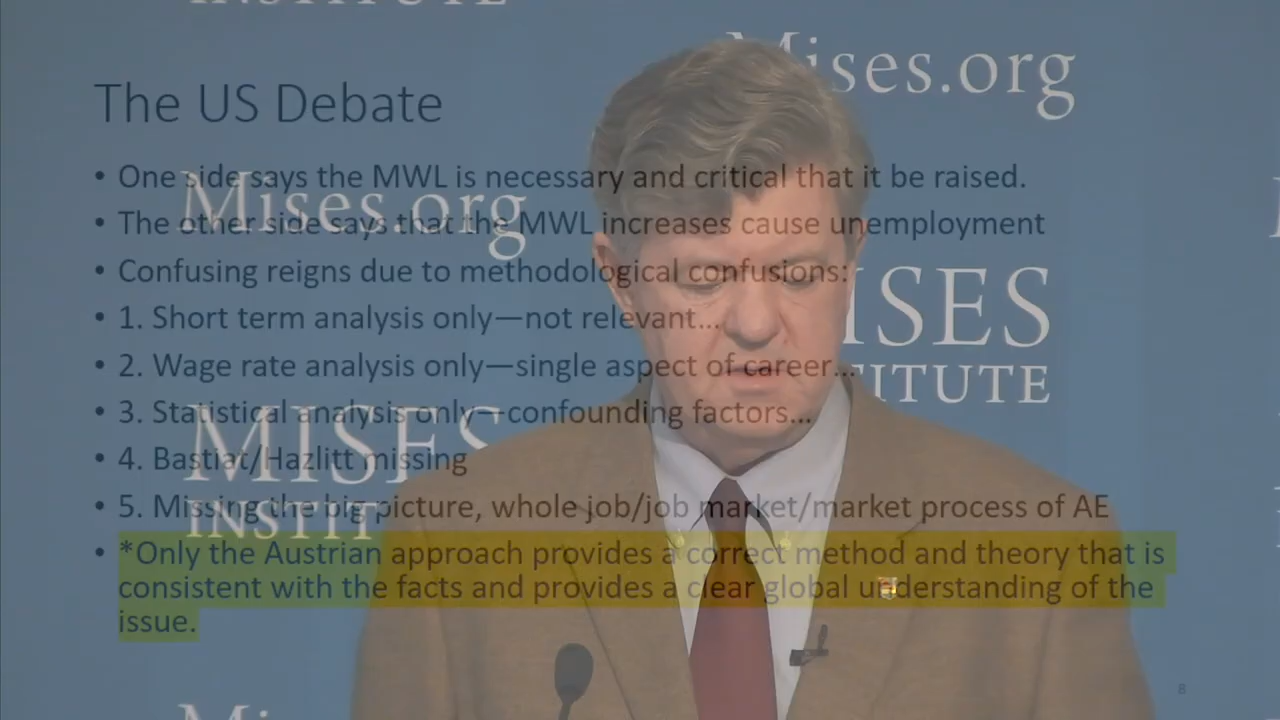 INSTITUTE
Mises.org
The US Debate
• One side says the MWL is necessary and critical that it be raised.
Mises.org
• The other side says that the MWL increases cause unemployment
• Confusing reigns due to methodological confusions:
ISES
ITUTE
• 1. Short term analysis only—not relevant...
• 2. Wage rate analysis only—single aspect of career...
• 3. Statistical analysis only—confounding factors...
MISES
INSTIT
• 4. Bastiat/Hazlitt missing
• 5. Missing the big picture, whole job/job market/market process of AE
• *Only the Austrian approach provides a correct method and theory that is
consistent with the facts and provides a clear global understanding of the
issue.
8
Mi